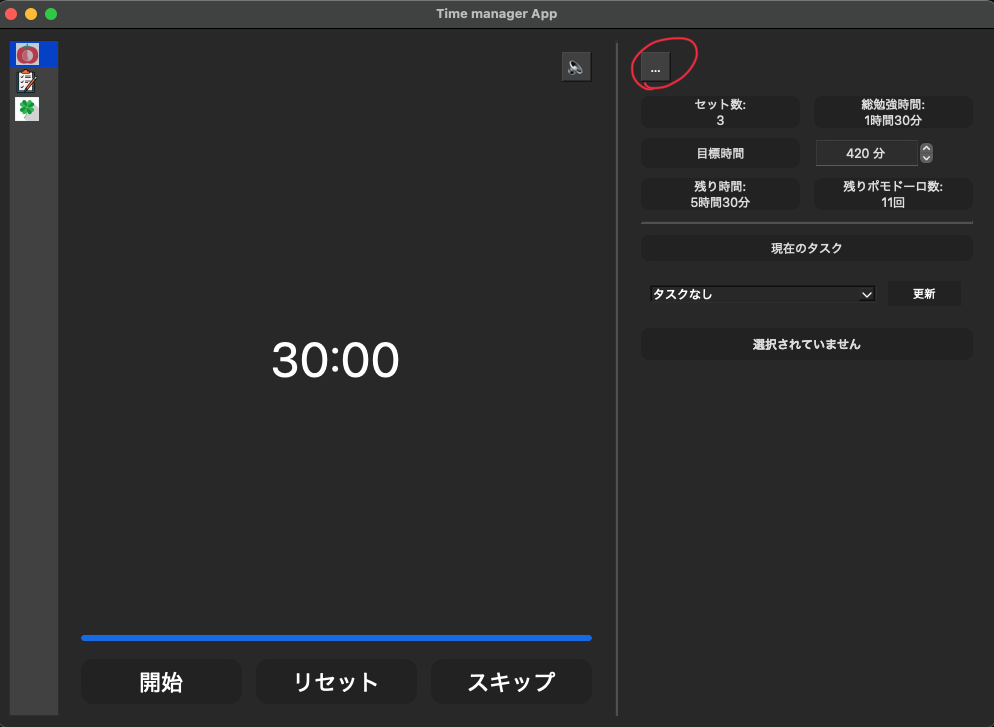 Time manager App
...
セット数:
3
総勉強時間:
1時間30分
目標時間
420 分
残り時間:
5時間30分
残りポモドーロ数:
11回
現在のタスク
タスクなし
更新
選択されていません
30:00
開始
リセット
スキップ